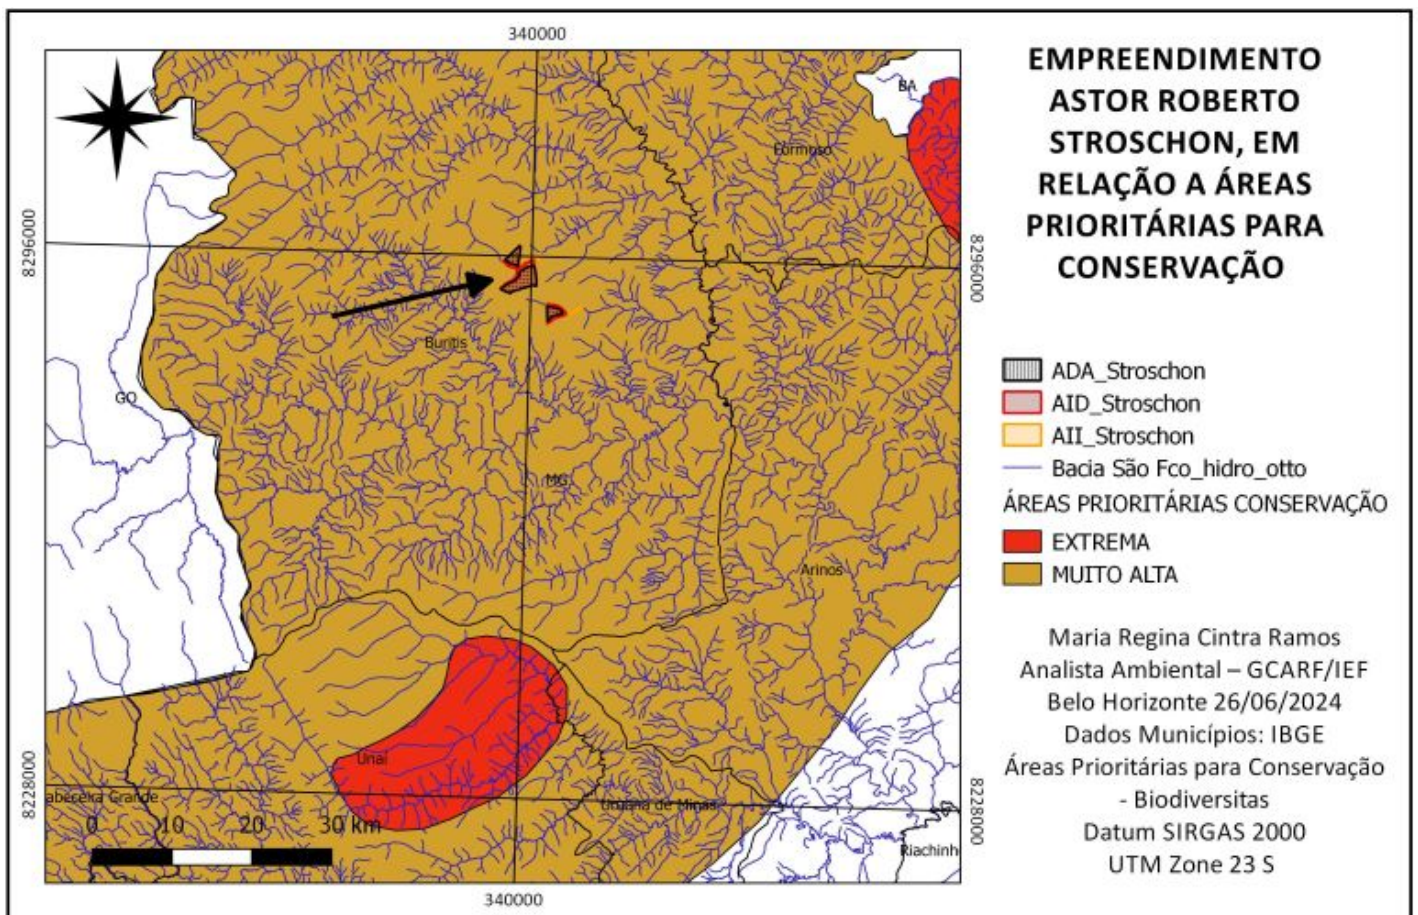 340000
EMPREENDIMENTO
ASTOR ROBERTO
STROSCHON, EM
RELAÇÃO A ÁREAS
PRIORITÁRIAS PARA
CONSERVAÇÃO
BA
Formoso
8296000
8296000
Buritis
GO
MG
Arinos
Unaí
abeceira Grande
Uruana de Minas
Riachinh
8228000
8228000
0 10 20 30 km
340000
ADA_Stroschon
AID_Stroschon
AII_Stroschon
Bacia São Fco_hidro_otto
ÁREAS PRIORITÁRIAS CONSERVAÇÃO
EXTREMA
MUITO ALTA
Maria Regina Cintra Ramos
Analista Ambiental – GCARF/IEF
Belo Horizonte 26/06/2024
Dados Municípios: IBGE
Áreas Prioritárias para Conservação
- Biodiversitas
Datum SIRGAS 2000
UTM Zone 23 S